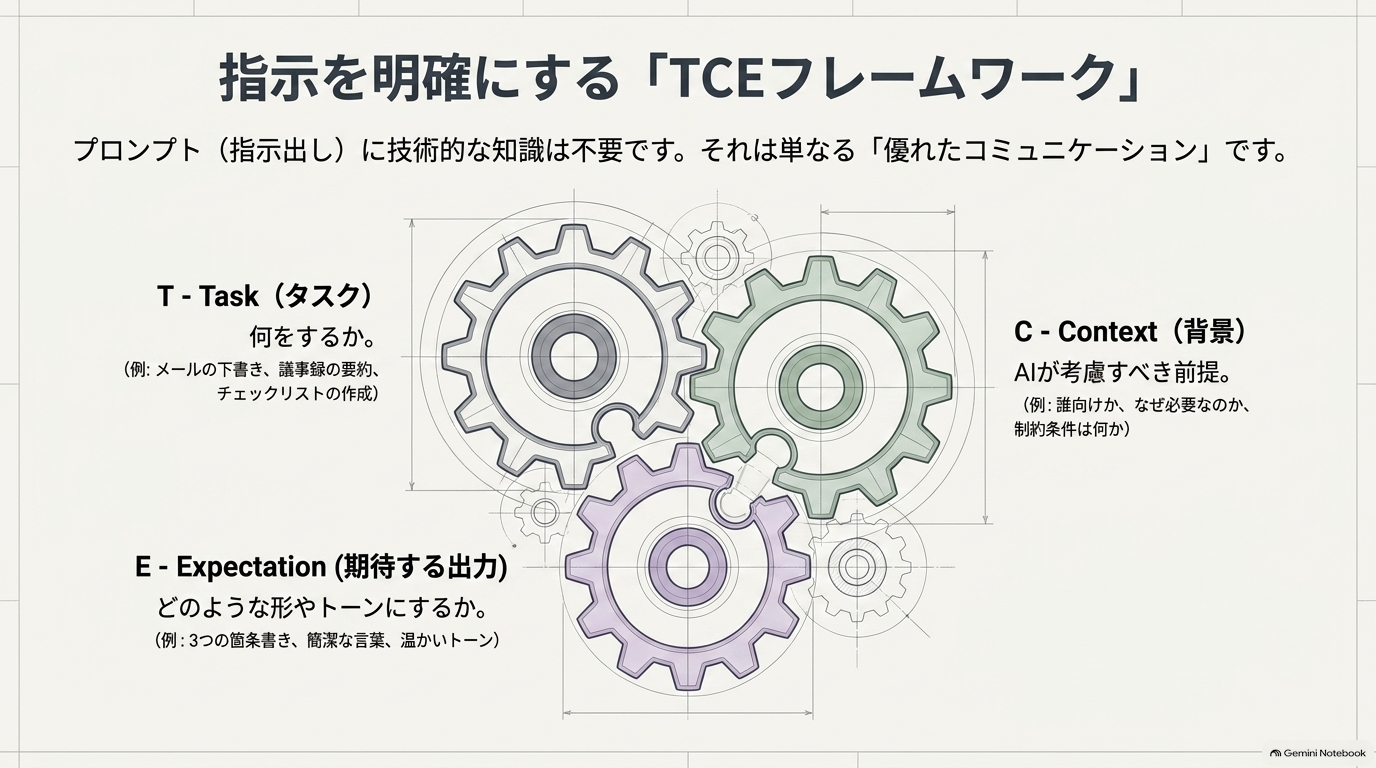 指示を明確にする「TCEフレームワーク」
プロンプト（指示出し）に技術的な知識は不要です。それは単なる「優れたコミュニケーション」です。
T - Task（タスク）
何をするか。
（例: メールの下書き、議事録の要約、
チェックリストの作成）
C - Context（背景）
AIが考慮すべき前提。
（例: 誰向けか、なぜ必要なのか、
制約条件は何か）
E - Expectation (期待する出力)
どのような形やトーンにするか。
（例 : 3つの箇条書き、簡潔な言葉、温かいトーン）
Gemini Notebook